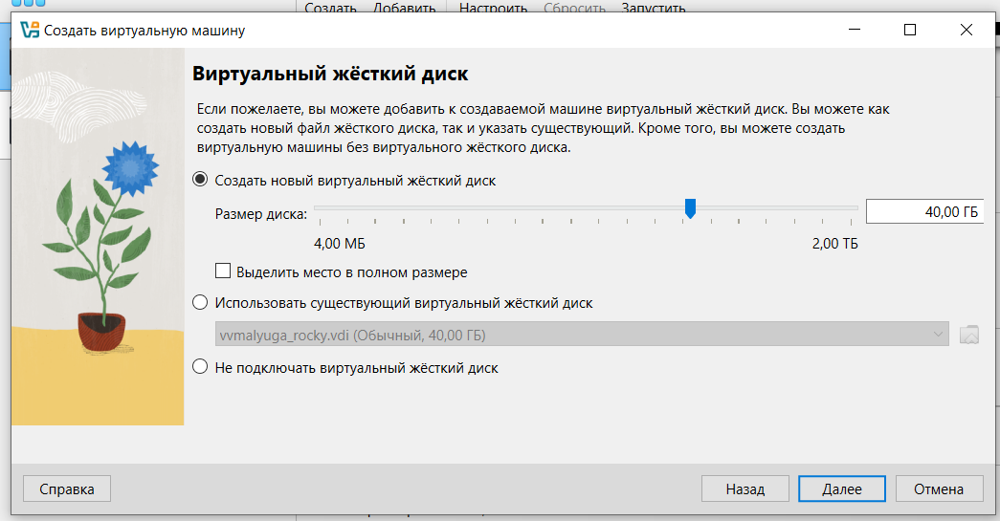 Создать Добавить Настроить Сбросить Запустить
Создать виртуальную машину
Виртуальный жёсткий диск
Если пожелаете, вы можете добавить к создаваемой машине виртуальный жёсткий диск. Вы можете как
создать новый файл жёсткого диска, так и указать существующий. Кроме того, вы можете создать
виртуальную машины без виртуального жёсткого диска.
Создать новый виртуальный жёсткий диск
Размер диска:
40,00 ГБ
4,00 МБ
2,00 ТБ
Выделить место в полном размере
Использовать существующий виртуальный жёсткий диск
vvmalyuga_rocky.vdi (Обычный, 40,00 ГБ)
Не подключать виртуальный жёсткий диск
Справка
Назад
Далее
Отмена